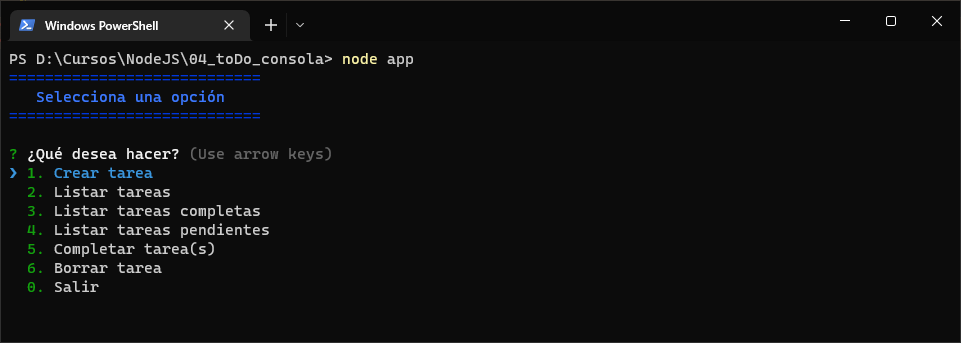 Windows PowerShell
PS D:\Cursos\NodeJS\04_toDo_consola> node app
============================
   Selecciona una opción
============================
? ¿Qué desea hacer? (Use arrow keys)
❯ 1. Crear tarea
  2. Listar tareas
  3. Listar tareas completas
  4. Listar tareas pendientes
  5. Completar tarea(s)
  6. Borrar tarea
  0. Salir